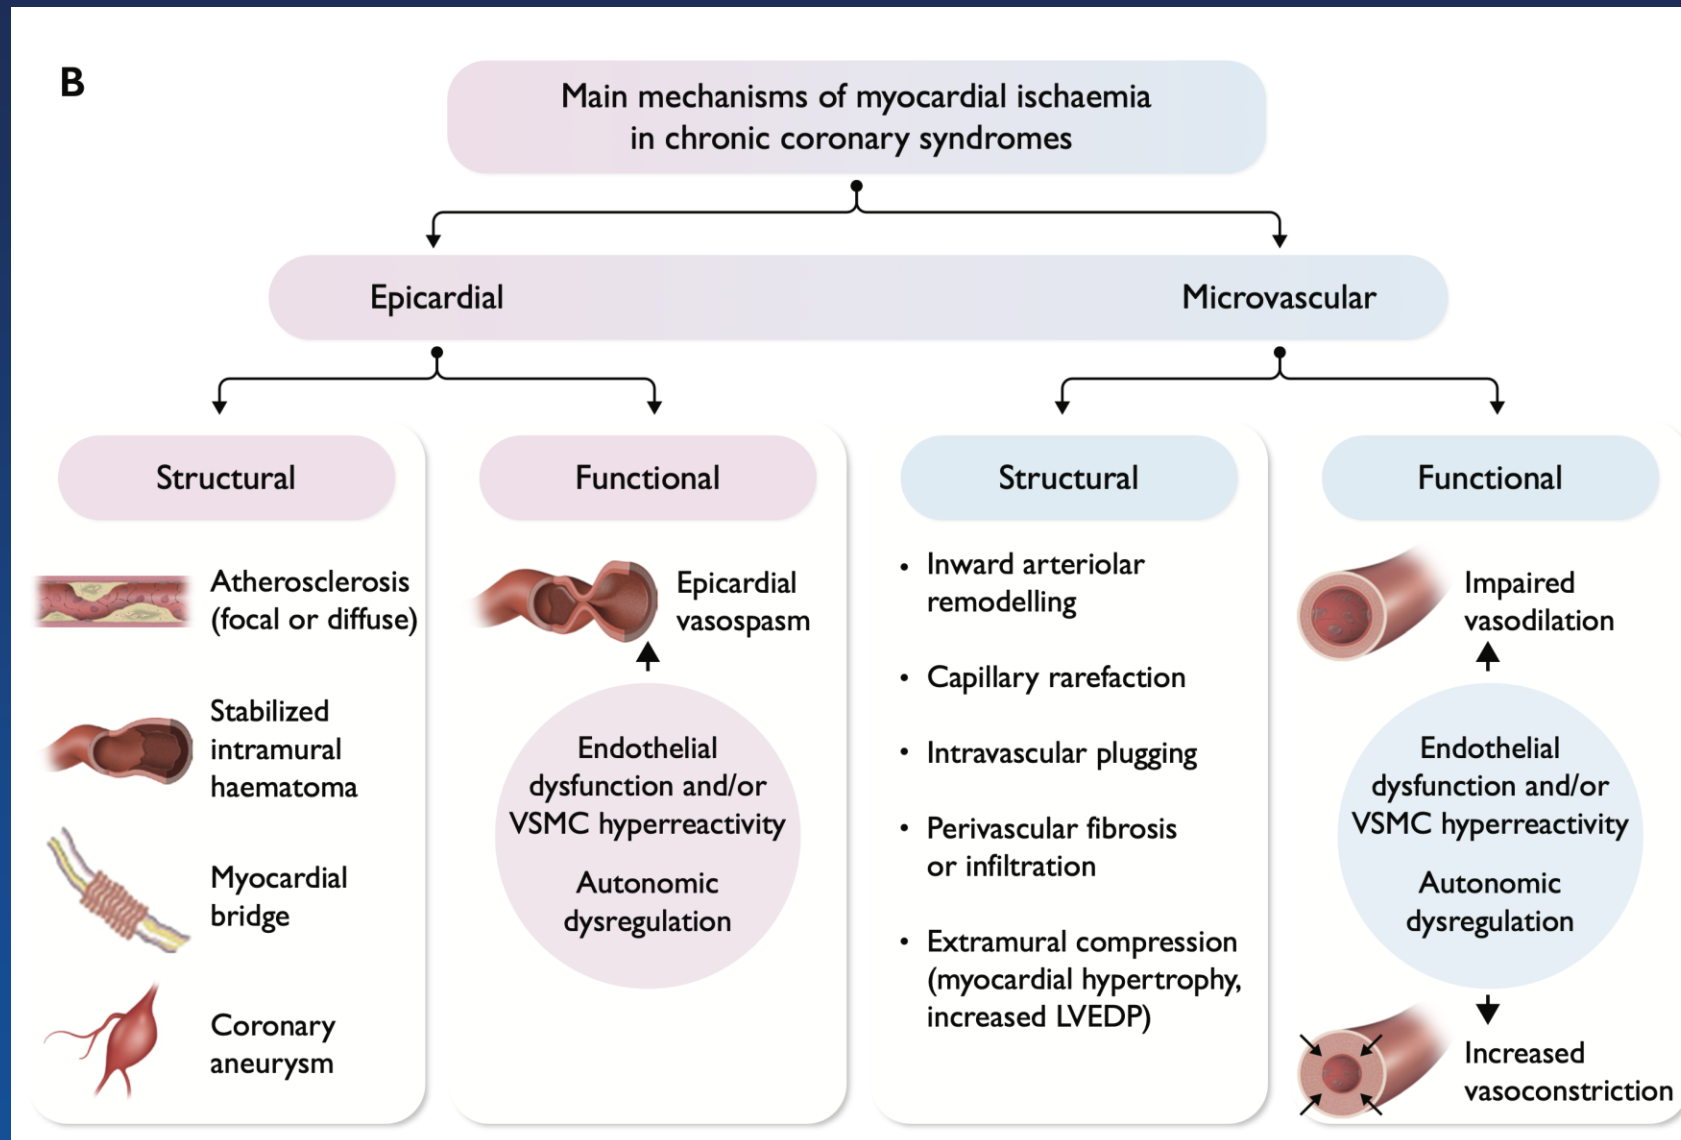 B
Main mechanisms of myocardial ischaemia
in chronic coronary syndromes
Epicardial
Microvascular
Structural
Atherosclerosis
(focal or diffuse)
Stabilized
intramural
haematoma
Myocardial
bridge
Coronary
aneurysm
Functional
Epicardial
vasospasm
Endothelial
dysfunction and/or
VSMC hyperreactivity
Autonomic
dysregulation
Structural
• Inward arteriolar
remodelling
• Capillary rarefaction
• Intravascular plugging
• Perivascular fibrosis
or infiltration
• Extramural compression
(myocardial hypertrophy,
increased LVEDP)
Functional
Impaired
vasodilation
Endothelial
dysfunction and/or
VSMC hyperreactivity
Autonomic
dysregulation
Increased
vasoconstriction